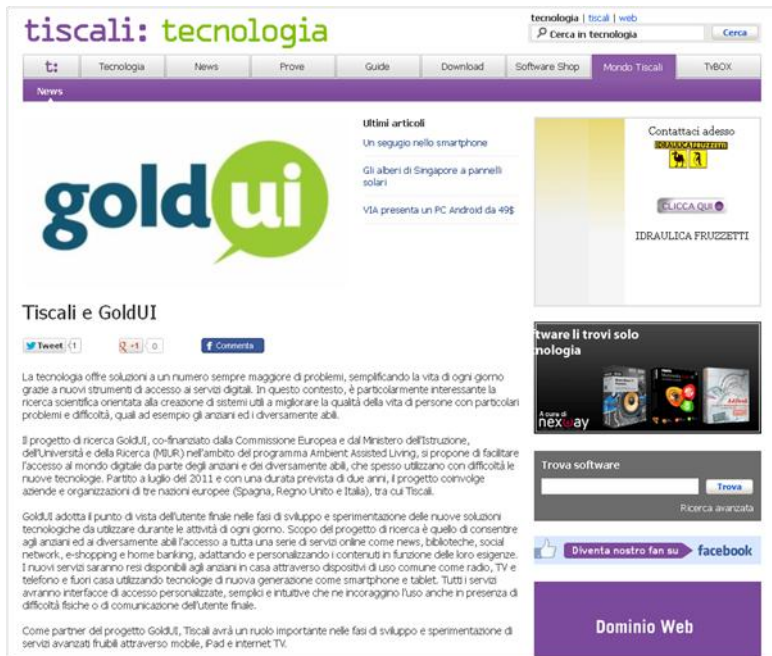 tiscali: tecnologia
tecnologia | tiscali | web
Cerca in tecnologia
Cerca
t:
Tecnologia
News
Prove
Guide
Download
Software Shop
Mondo Tiscali
TvBOX
News
goldui
Ultimi articoli
Un segugio nello smartphone
Gli alberi di Singapore a pannelli
solari
VIA presenta un PC Android da 49$
Contattaci adesso
IDRAULICA FRUZZETTI
CLICCA QUI
IDRAULICA FRUZZETTI
Tiscali e GoldUI
Tweet 1
+1 0
Commenta
La tecnologia offre soluzioni a un numero sempre maggiore di problemi, semplificando la vita di ogni giorno
grazie a nuovi strumenti di accesso ai servizi digitali. In questo contesto, è particolarmente interessante la
ricerca scientifica orientata alla creazione di sistemi utili a migliorare la qualità della vita di persone con particolari
problemi e difficoltà, quali ad esempio gli anziani ed i diversamente abili.
Il progetto di ricerca GoldUI, co-finanziato dalla Commissione Europea e dal Ministero dell'Istruzione,
dell'Università e della Ricerca (MIUR) nell'ambito del programma Ambient Assisted Living, si propone di facilitare
l'accesso al mondo digitale da parte degli anziani e dei diversamente abili, che spesso utilizzano con difficoltà le
nuove tecnologie. Partito a luglio del 2011 e con una durata prevista di due anni, il progetto coinvolge
aziende e organizzazioni di tre nazioni europee (Spagna, Regno Unito e Italia), tra cui Tiscali.
GoldUI adotta il punto di vista dell'utente finale nelle fasi di sviluppo e sperimentazione delle nuove soluzioni
tecnologiche da utilizzare durante le attività di ogni giorno. Scopo del progetto di ricerca è quello di consentire
agli anziani ed ai diversamente abili l'accesso a tutta una serie di servizi online come news, biblioteche, social
network, e-shopping e home banking, adattando e personalizzando i contenuti in funzione delle loro esigenze.
I nuovi servizi saranno resi disponibili agli anziani in casa attraverso dispositivi di uso comune come radio, TV e
telefono e fuori casa utilizzando tecnologie di nuova generazione come smartphone e tablet. Tutti i servizi
avranno interfacce di accesso personalizzate, semplici e intuitive che ne incoraggino l'uso anche in presenza di
difficoltà fisiche o di comunicazione dell'utente finale.
Come partner del progetto GoldUI, Tiscali avrà un ruolo importante nelle fasi di sviluppo e sperimentazione di
servizi avanzati fruibili attraverso mobile, iPad e internet TV.
tware li trovi solo
nologia
A cura di
nexway
Trova software
Trova
Ricerca avanzata
Diventa nostro fan su facebook
Dominio Web